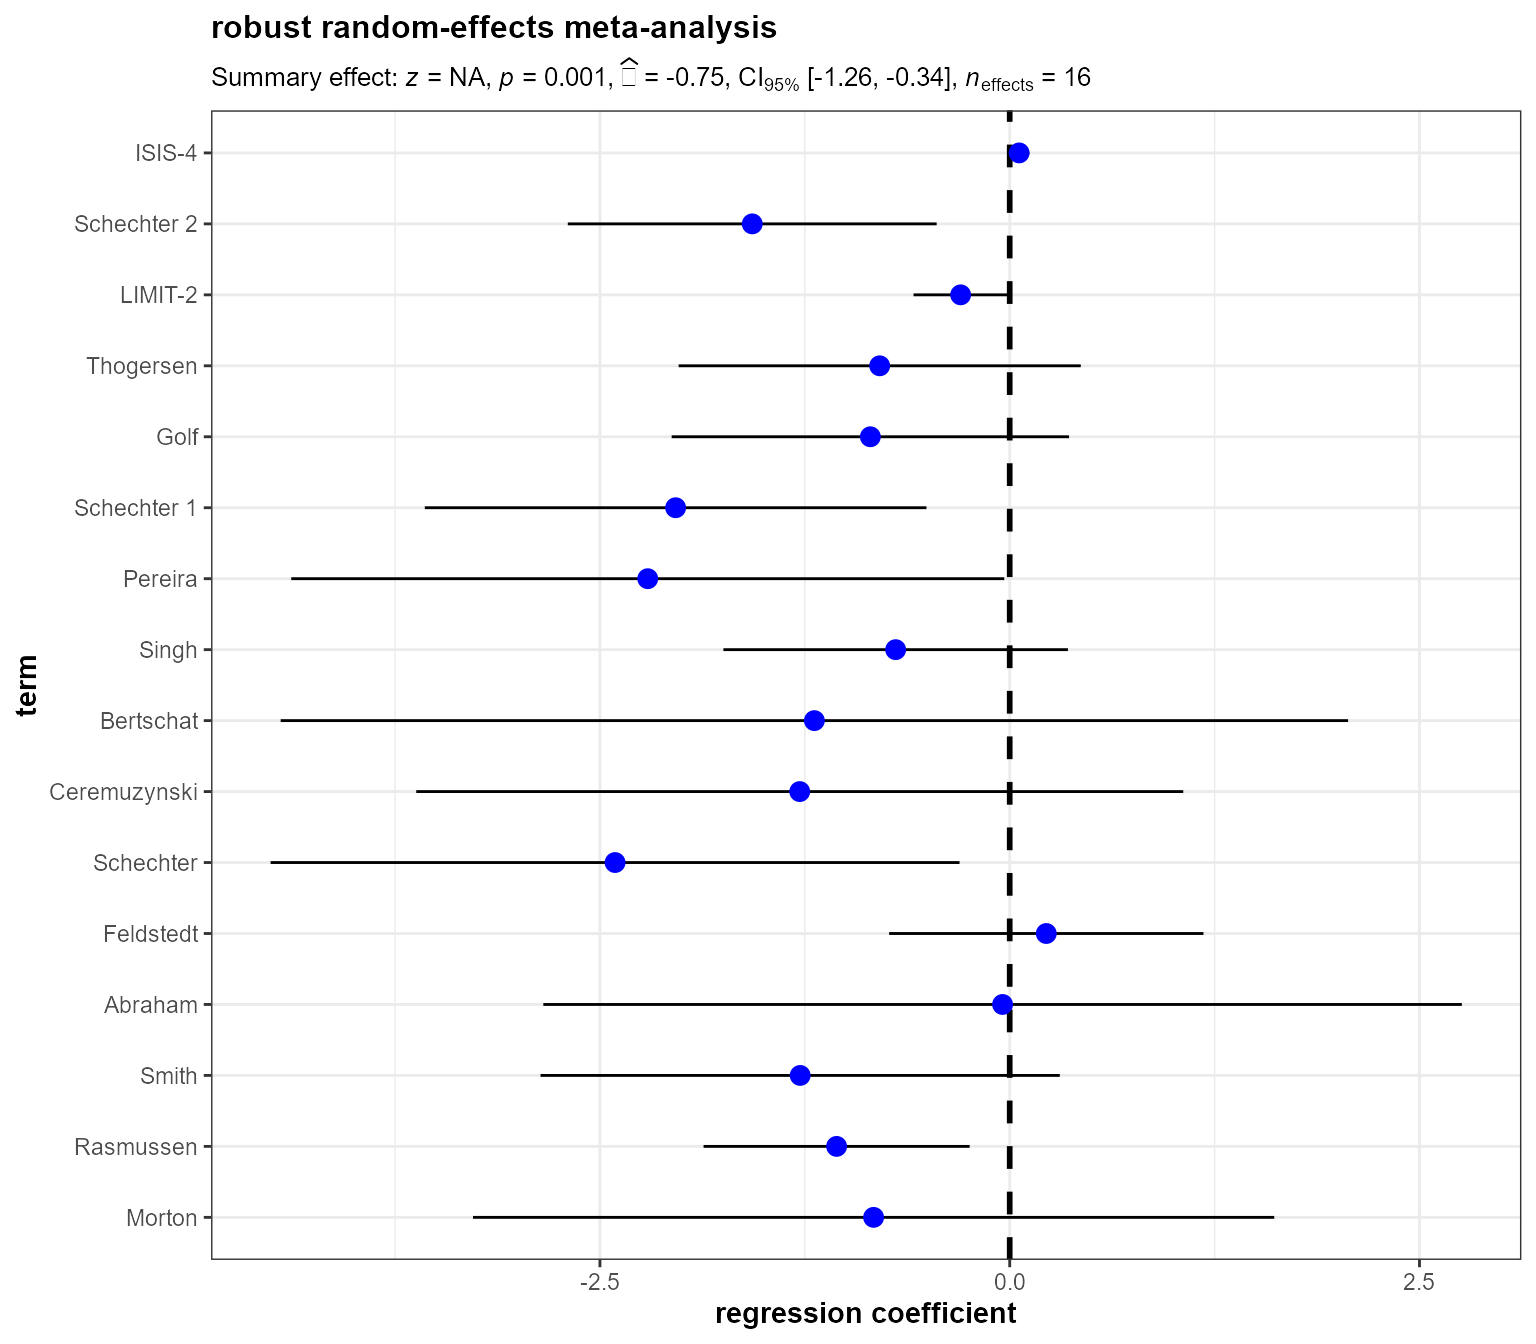 robust random-effects meta-analysis
Summary effect: z = NA, p = 0.001, □̂ = -0.75, CI95% [-1.26, -0.34], neffects = 16
ISIS-4
Schechter 2
LIMIT-2
Thogersen
Golf
Schechter 1
Pereira
Singh
Bertschat
Ceremuzynski
Schechter
Feldstedt
Abraham
Smith
Rasmussen
Morton
term
-2.5 0.0 2.5
regression coefficient